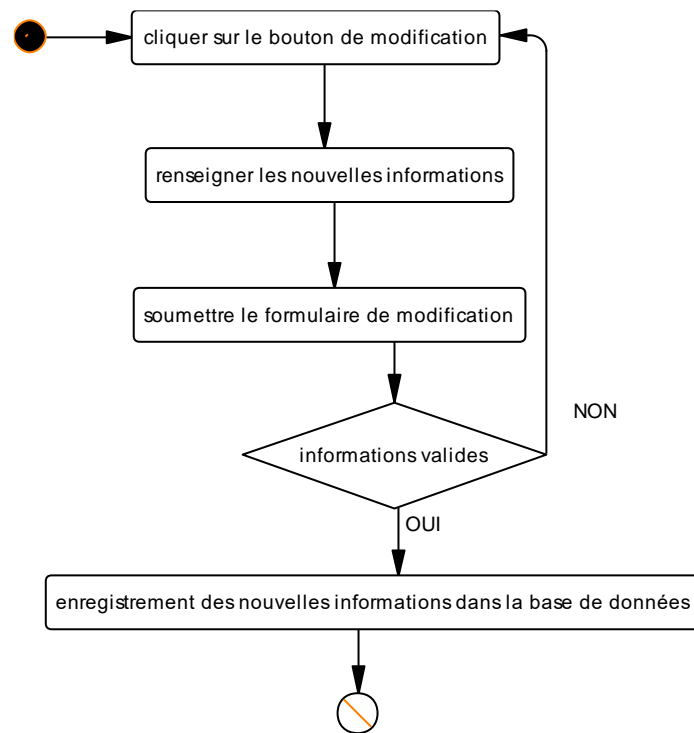 cliquer sur le bouton de modification
renseigner les nouvelles informations
soumettre le formulaire de modification
NON
informations valides
OUI
enregistrement des nouvelles informations dans la base de données